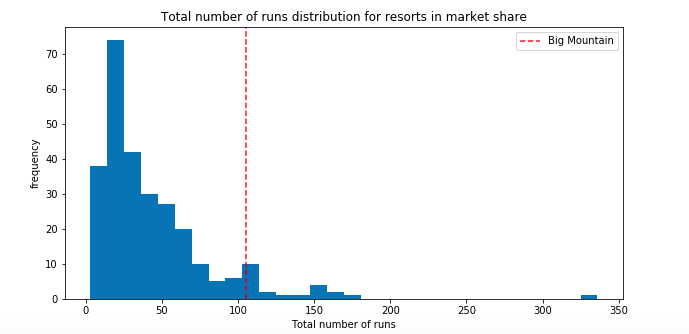 Total number of runs distribution for resorts in market share
Big Mountain
frequency
70
60
50
40
30
20
10
0
0 50 100 150 200 250 300 350
Total number of runs